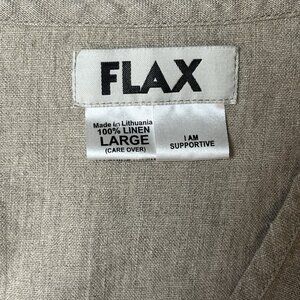 FLAX
Made in Lithuania
100% LINEN
LARGE
(CARE OVER)
I AM
SUPPORTIVE